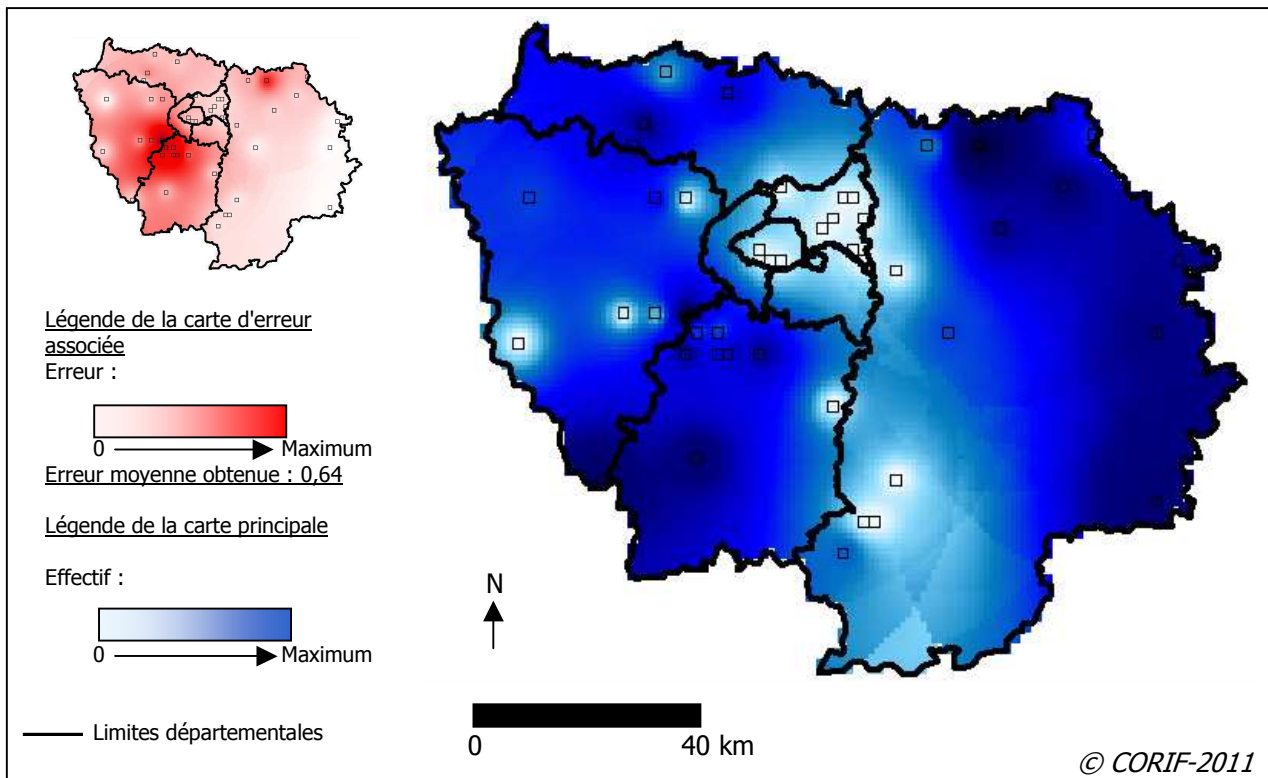 Légende de la carte d'erreur
associée
Erreur :
0 Maximum
Erreur moyenne obtenue : 0,64
Légende de la carte principale
Effectif :
0 Maximum
Limites départementales
N
0 40 km
© CORIF-2011